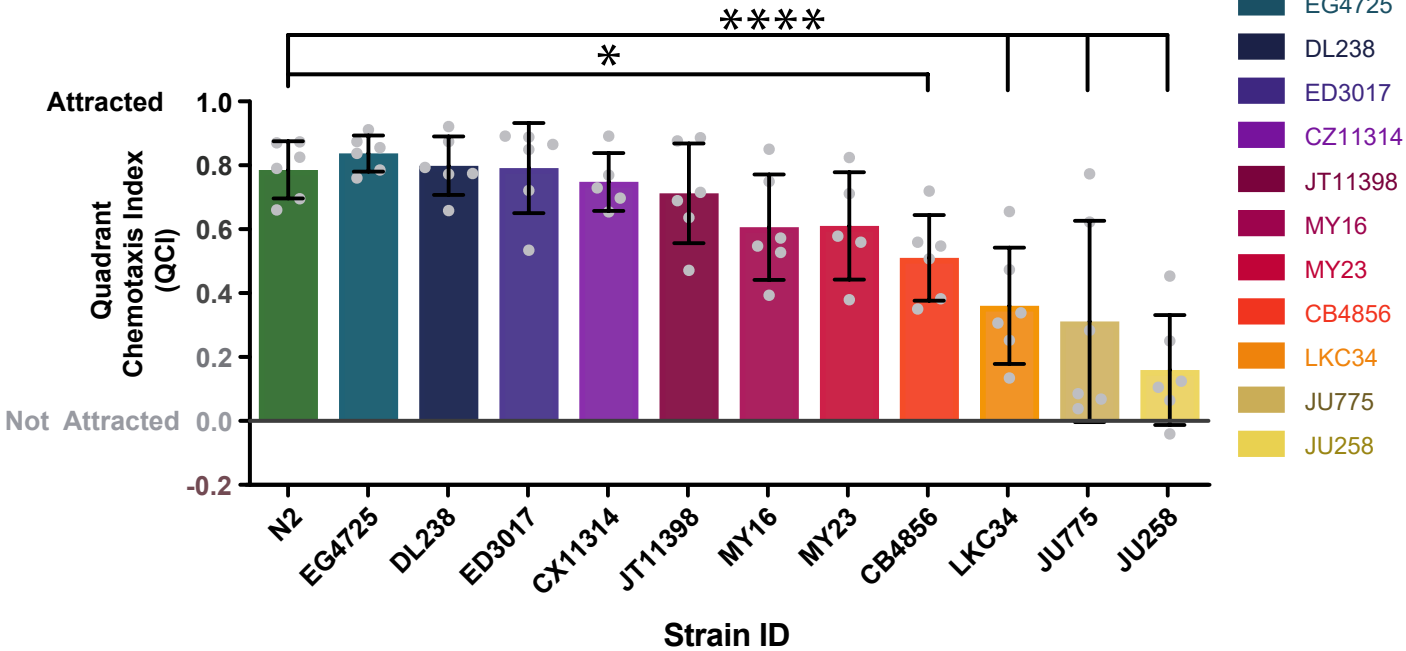 ****
*
Attracted
Not Attracted
Quadrant
Chemotaxis Index
(QCI)
1.0
0.8
0.6
0.4
0.2
0.0
-0.2
N2
EG4725
DL238
ED3017
CX11314
JT11398
MY16
MY23
CB4856
LKC34
JU775
JU258
Strain ID
EG4725
DL238
ED3017
CZ11314
JT11398
MY16
MY23
CB4856
LKC34
JU775
JU258